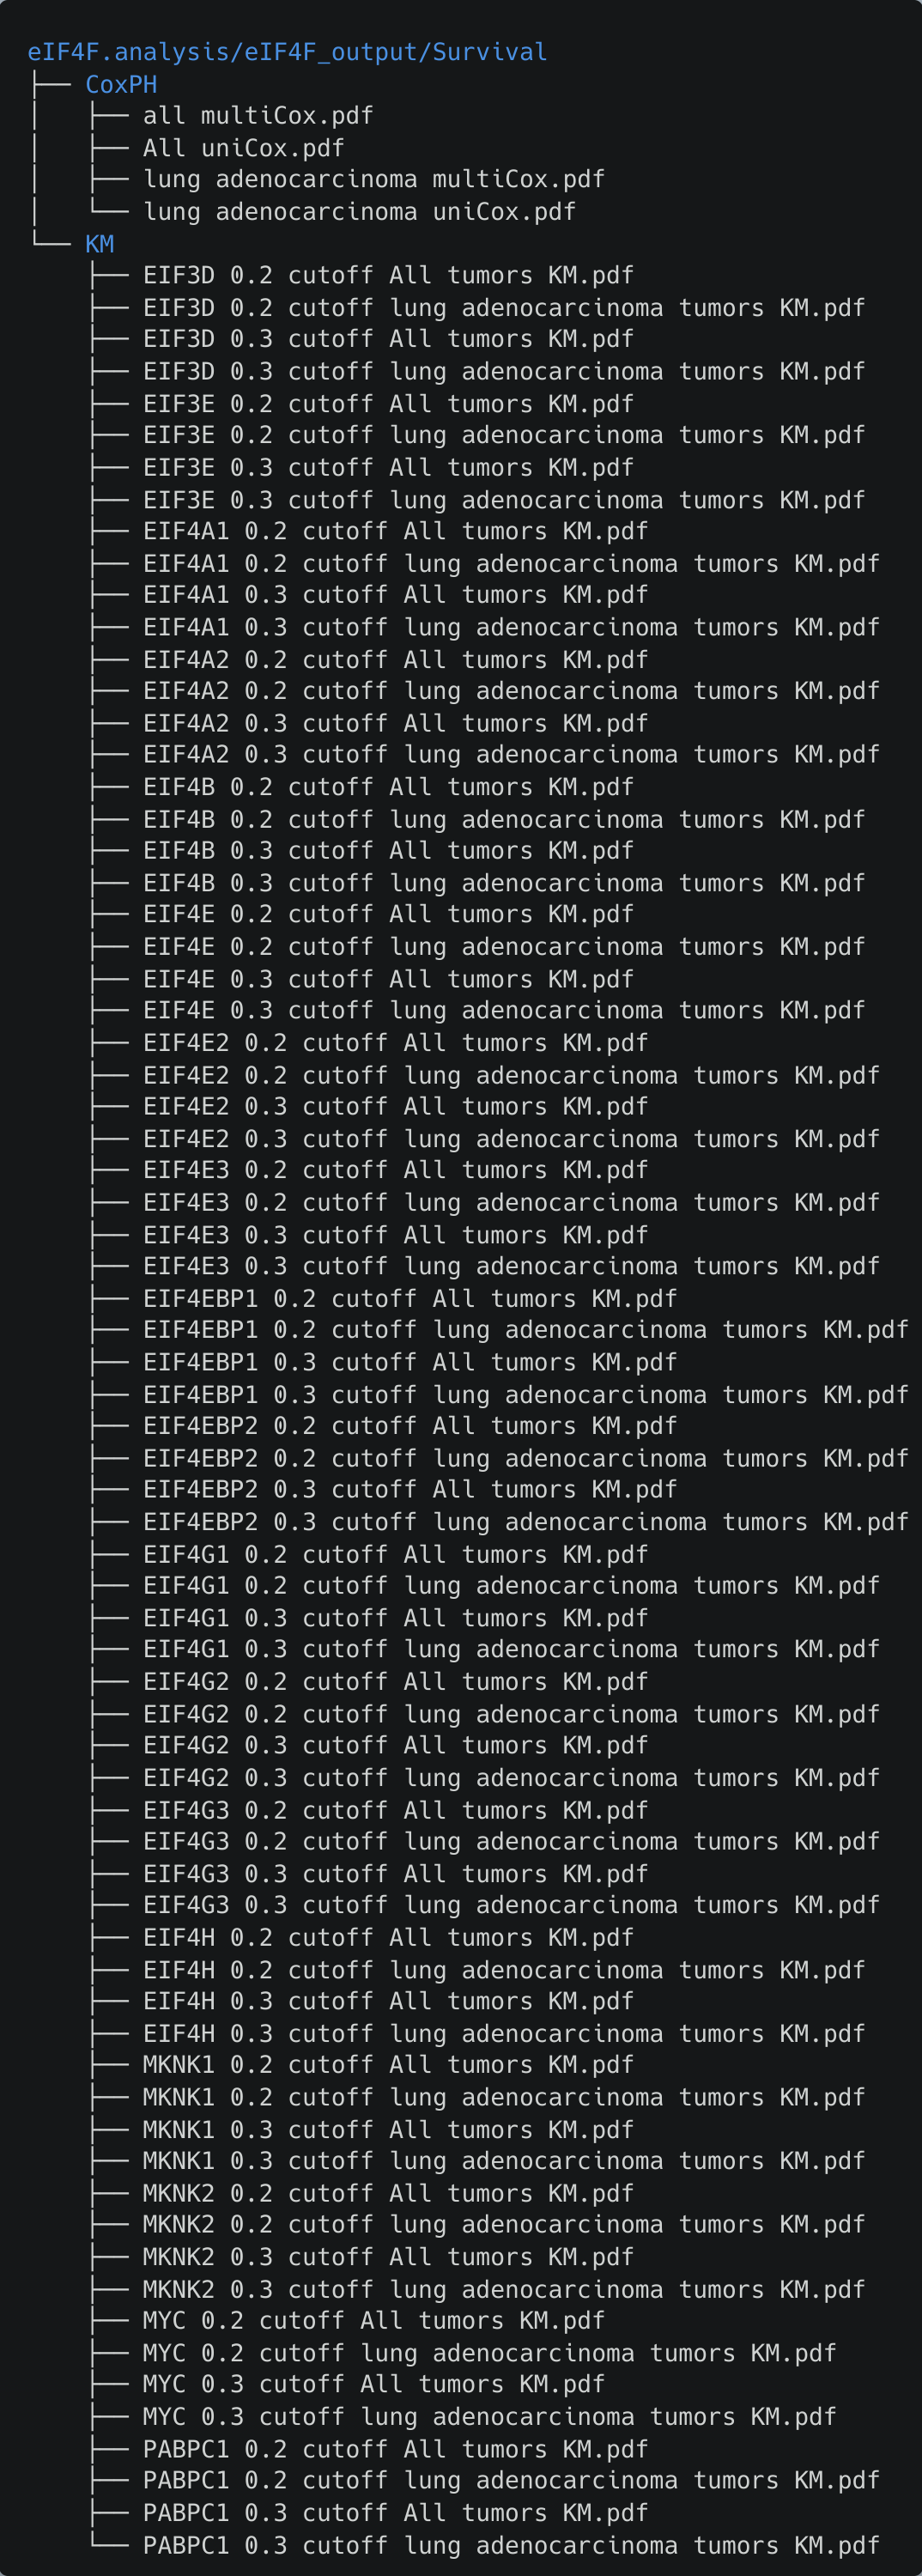 eIF4F.analysis/eIF4F_output/Survival
├── CoxPH
│   ├── all multiCox.pdf
│   ├── All uniCox.pdf
│   ├── lung adenocarcinoma multiCox.pdf
│   └── lung adenocarcinoma uniCox.pdf
└── KM
    ├── EIF3D 0.2 cutoff All tumors KM.pdf
    ├── EIF3D 0.2 cutoff lung adenocarcinoma tumors KM.pdf
    ├── EIF3D 0.3 cutoff All tumors KM.pdf
    ├── EIF3D 0.3 cutoff lung adenocarcinoma tumors KM.pdf
    ├── EIF3E 0.2 cutoff All tumors KM.pdf
    ├── EIF3E 0.2 cutoff lung adenocarcinoma tumors KM.pdf
    ├── EIF3E 0.3 cutoff All tumors KM.pdf
    ├── EIF3E 0.3 cutoff lung adenocarcinoma tumors KM.pdf
    ├── EIF4A1 0.2 cutoff All tumors KM.pdf
    ├── EIF4A1 0.2 cutoff lung adenocarcinoma tumors KM.pdf
    ├── EIF4A1 0.3 cutoff All tumors KM.pdf
    ├── EIF4A1 0.3 cutoff lung adenocarcinoma tumors KM.pdf
    ├── EIF4A2 0.2 cutoff All tumors KM.pdf
    ├── EIF4A2 0.2 cutoff lung adenocarcinoma tumors KM.pdf
    ├── EIF4A2 0.3 cutoff All tumors KM.pdf
    ├── EIF4A2 0.3 cutoff lung adenocarcinoma tumors KM.pdf
    ├── EIF4B 0.2 cutoff All tumors KM.pdf
    ├── EIF4B 0.2 cutoff lung adenocarcinoma tumors KM.pdf
    ├── EIF4B 0.3 cutoff All tumors KM.pdf
    ├── EIF4B 0.3 cutoff lung adenocarcinoma tumors KM.pdf
    ├── EIF4E 0.2 cutoff All tumors KM.pdf
    ├── EIF4E 0.2 cutoff lung adenocarcinoma tumors KM.pdf
    ├── EIF4E 0.3 cutoff All tumors KM.pdf
    ├── EIF4E 0.3 cutoff lung adenocarcinoma tumors KM.pdf
    ├── EIF4E2 0.2 cutoff All tumors KM.pdf
    ├── EIF4E2 0.2 cutoff lung adenocarcinoma tumors KM.pdf
    ├── EIF4E2 0.3 cutoff All tumors KM.pdf
    ├── EIF4E2 0.3 cutoff lung adenocarcinoma tumors KM.pdf
    ├── EIF4E3 0.2 cutoff All tumors KM.pdf
    ├── EIF4E3 0.2 cutoff lung adenocarcinoma tumors KM.pdf
    ├── EIF4E3 0.3 cutoff All tumors KM.pdf
    ├── EIF4E3 0.3 cutoff lung adenocarcinoma tumors KM.pdf
    ├── EIF4EBP1 0.2 cutoff All tumors KM.pdf
    ├── EIF4EBP1 0.2 cutoff lung adenocarcinoma tumors KM.pdf
    ├── EIF4EBP1 0.3 cutoff All tumors KM.pdf
    ├── EIF4EBP1 0.3 cutoff lung adenocarcinoma tumors KM.pdf
    ├── EIF4EBP2 0.2 cutoff All tumors KM.pdf
    ├── EIF4EBP2 0.2 cutoff lung adenocarcinoma tumors KM.pdf
    ├── EIF4EBP2 0.3 cutoff All tumors KM.pdf
    ├── EIF4EBP2 0.3 cutoff lung adenocarcinoma tumors KM.pdf
    ├── EIF4G1 0.2 cutoff All tumors KM.pdf
    ├── EIF4G1 0.2 cutoff lung adenocarcinoma tumors KM.pdf
    ├── EIF4G1 0.3 cutoff All tumors KM.pdf
    ├── EIF4G1 0.3 cutoff lung adenocarcinoma tumors KM.pdf
    ├── EIF4G2 0.2 cutoff All tumors KM.pdf
    ├── EIF4G2 0.2 cutoff lung adenocarcinoma tumors KM.pdf
    ├── EIF4G2 0.3 cutoff All tumors KM.pdf
    ├── EIF4G2 0.3 cutoff lung adenocarcinoma tumors KM.pdf
    ├── EIF4G3 0.2 cutoff All tumors KM.pdf
    ├── EIF4G3 0.2 cutoff lung adenocarcinoma tumors KM.pdf
    ├── EIF4G3 0.3 cutoff All tumors KM.pdf
    ├── EIF4G3 0.3 cutoff lung adenocarcinoma tumors KM.pdf
    ├── EIF4H 0.2 cutoff All tumors KM.pdf
    ├── EIF4H 0.2 cutoff lung adenocarcinoma tumors KM.pdf
    ├── EIF4H 0.3 cutoff All tumors KM.pdf
    ├── EIF4H 0.3 cutoff lung adenocarcinoma tumors KM.pdf
    ├── MKNK1 0.2 cutoff All tumors KM.pdf
    ├── MKNK1 0.2 cutoff lung adenocarcinoma tumors KM.pdf
    ├── MKNK1 0.3 cutoff All tumors KM.pdf
    ├── MKNK1 0.3 cutoff lung adenocarcinoma tumors KM.pdf
    ├── MKNK2 0.2 cutoff All tumors KM.pdf
    ├── MKNK2 0.2 cutoff lung adenocarcinoma tumors KM.pdf
    ├── MKNK2 0.3 cutoff All tumors KM.pdf
    ├── MKNK2 0.3 cutoff lung adenocarcinoma tumors KM.pdf
    ├── MYC 0.2 cutoff All tumors KM.pdf
    ├── MYC 0.2 cutoff lung adenocarcinoma tumors KM.pdf
    ├── MYC 0.3 cutoff All tumors KM.pdf
    ├── MYC 0.3 cutoff lung adenocarcinoma tumors KM.pdf
    ├── PABPC1 0.2 cutoff All tumors KM.pdf
    ├── PABPC1 0.2 cutoff lung adenocarcinoma tumors KM.pdf
    ├── PABPC1 0.3 cutoff All tumors KM.pdf
    └── PABPC1 0.3 cutoff lung adenocarcinoma tumors KM.pdf